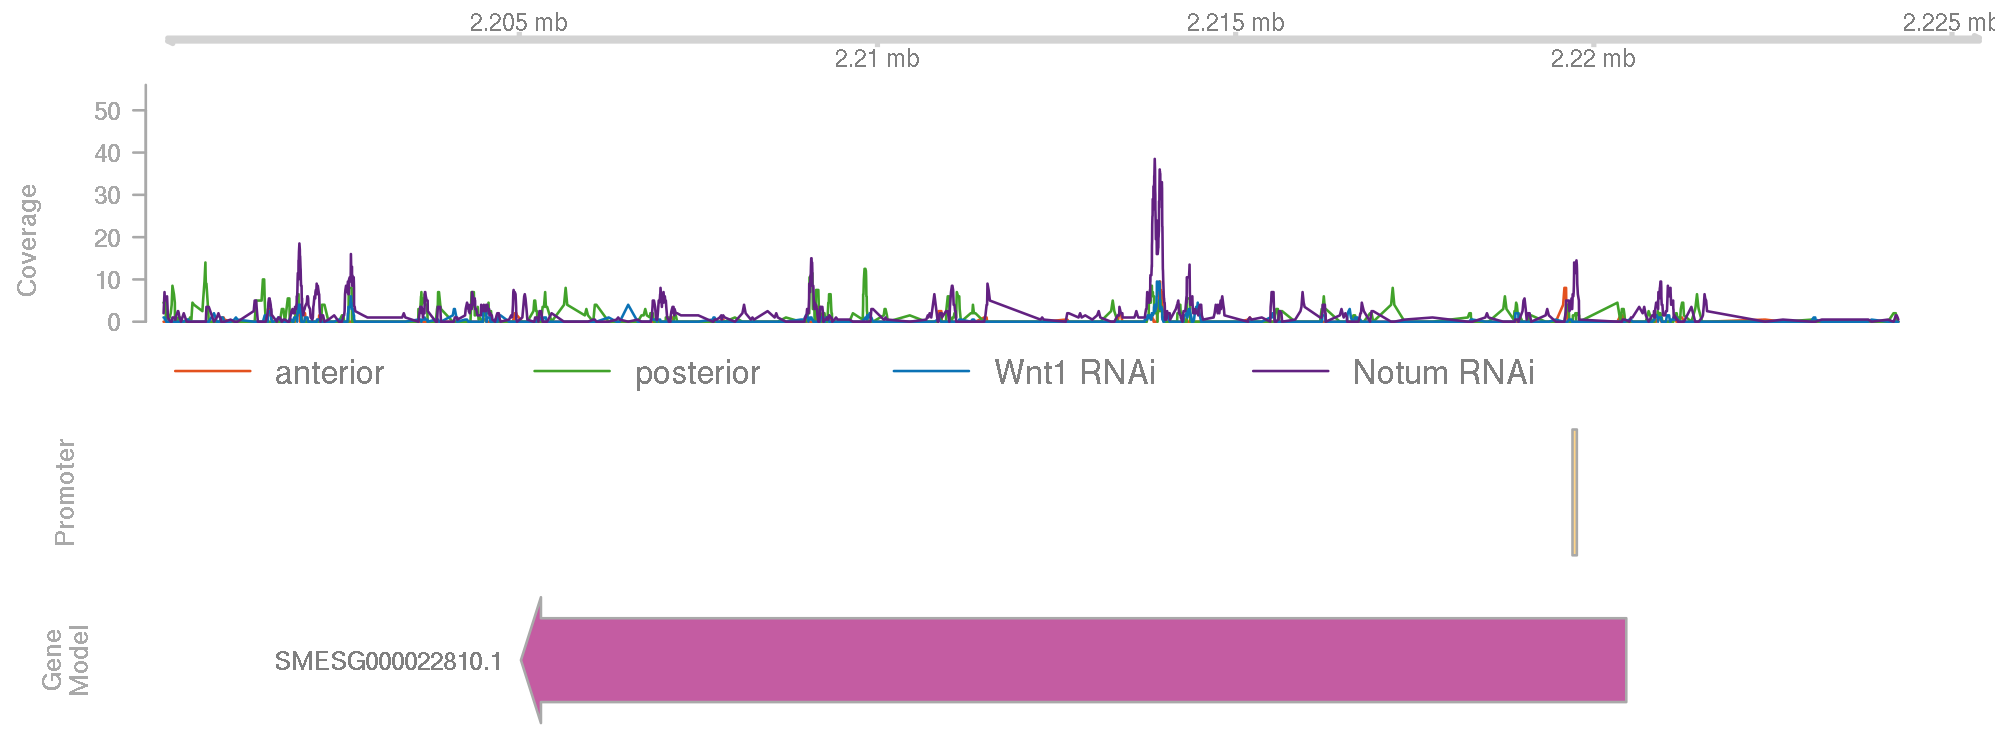 2.205 mb
2.215 mb
2.225 mb
2.21 mb
2.22 mb
Coverage
50
40
30
20
10
0
anterior
posterior
Wnt1 RNAi
Notum RNAi
Promoter
Gene
Model
SMESG000022810.1